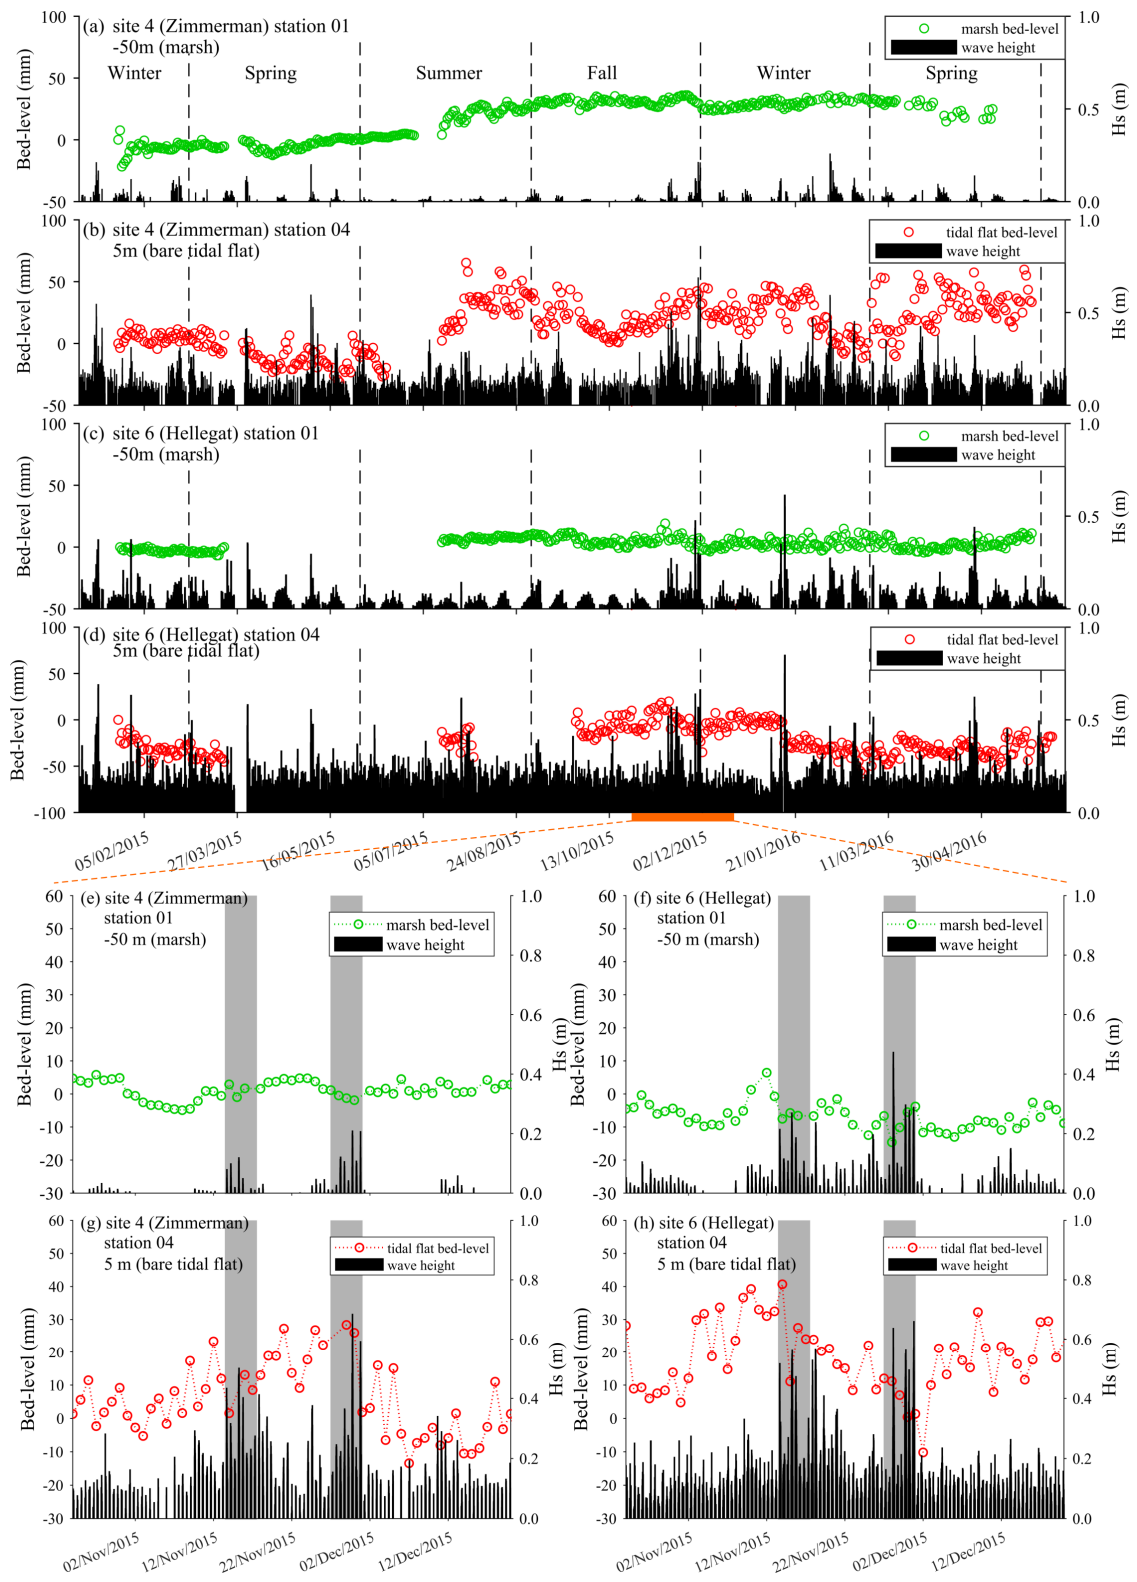 (a) site 4 (Zimmerman) station 01
-50m (marsh)
marsh bed-level
wave height
Winter Spring Summer Fall Winter Spring
Bed-level (mm)
100
50
0
-50
Hs (m)
1.0
0.5
0.0
(b) site 4 (Zimmerman) station 04
5m (bare tidal flat)
tidal flat bed-level
wave height
Bed-level (mm)
100
50
0
-50
Hs (m)
1.0
0.5
0.0
(c) site 6 (Hellegat) station 01
-50m (marsh)
marsh bed-level
wave height
Bed-level (mm)
100
50
0
-50
Hs (m)
1.0
0.5
0.0
(d) site 6 (Hellegat) station 04
5m (bare tidal flat)
tidal flat bed-level
wave height
Bed-level (mm)
100
50
0
-50
-100
Hs (m)
1.0
0.5
0.0
05/02/2015 27/03/2015 16/05/2015 05/07/2015 24/08/2015 13/10/2015 02/12/2015 21/01/2016 11/03/2016 30/04/2016
(e) site 4 (Zimmerman)
station 01
-50 m (marsh)
marsh bed-level
wave height
Bed-level (mm)
60
50
40
30
20
10
0
-10
-20
-30
Hs (m)
1.0
0.8
0.6
0.4
0.2
0.0
(f) site 6 (Hellegat)
station 01
-50 m (marsh)
marsh bed-level
wave height
Bed-level (mm)
60
50
40
30
20
10
0
-10
-20
-30
Hs (m)
1.0
0.8
0.6
0.4
0.2
0.0
(g) site 4 (Zimmerman)
station 04
5 m (bare tidal flat)
tidal flat bed-level
wave height
Bed-level (mm)
60
50
40
30
20
10
0
-10
-20
-30
Hs (m)
1.0
0.8
0.6
0.4
0.2
0.0
02/Nov/2015 12/Nov/2015 22/Nov/2015 02/Dec/2015 12/Dec/2015
(h) site 6 (Hellegat)
station 04
5 m (bare tidal flat)
tidal flat bed-level
wave height
Bed-level (mm)
60
50
40
30
20
10
0
-10
-20
-30
Hs (m)
1.0
0.8
0.6
0.4
0.2
0.0
02/Nov/2015 12/Nov/2015 22/Nov/2015 02/Dec/2015 12/Dec/2015